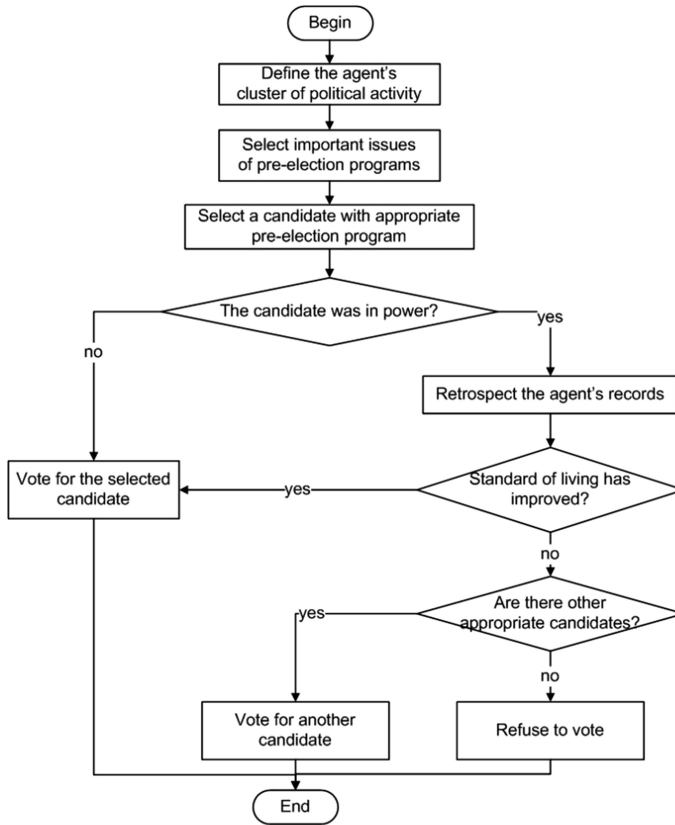 Begin
Define the agent's
cluster of political activity
Select important issues
of pre-election programs
Select a candidate with appropriate
pre-election program
The candidate was in power?
yes
no
Retrospect the agent's records
Vote for the selected
candidate
yes
Standard of living has
improved?
no
Are there other
appropriate candidates?
yes
no
Vote for another
candidate
Refuse to vote
End